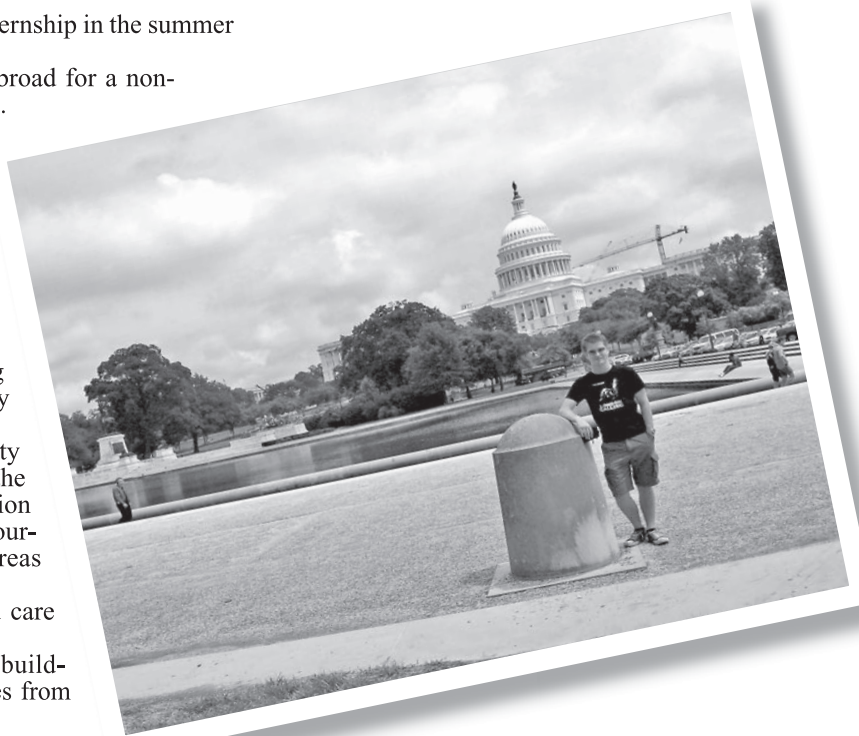 ernship in the summer
broad for a non-
.
g
y
ty
he
ion
our-
reas
care
build-
es from